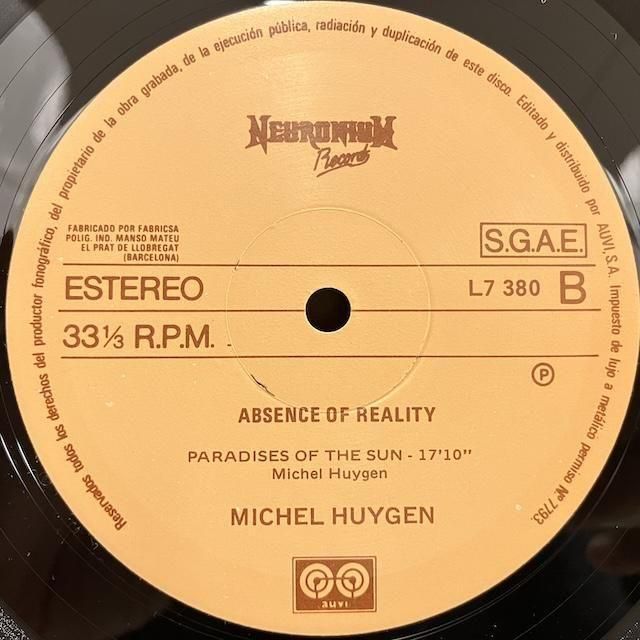 Reservados todos los derechos del productor fonográfico, del propietario de la obra grabada, de la ejecución pública, radiación y duplicación de este disco. Editado y distribuido por AUVI, S.A. Impuesto de lujo a metálico permiso Nº 7793.
NEURONIUM
Records
FABRICADO POR FABRICSA
POLIG. IND. MANSO MATEU
EL PRAT DE LLOBREGAT
(BARCELONA)
S.G.A.E.
ESTEREO
L7 380 B
33 1/3 R.P.M.
P
ABSENCE OF REALITY
PARADISES OF THE SUN - 17'10"
Michel Huygen
MICHEL HUYGEN
auvi